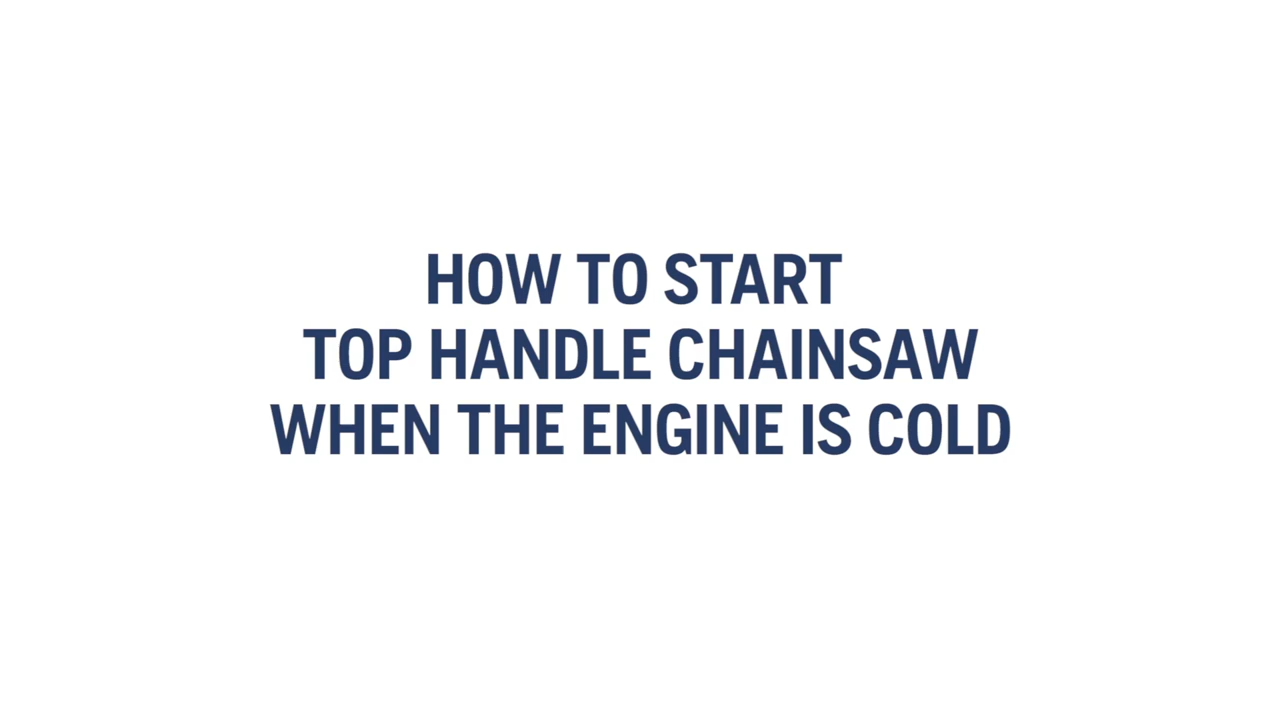 HOW TO START
TOP HANDLE CHAINSAW
WHEN THE ENGINE IS COLD